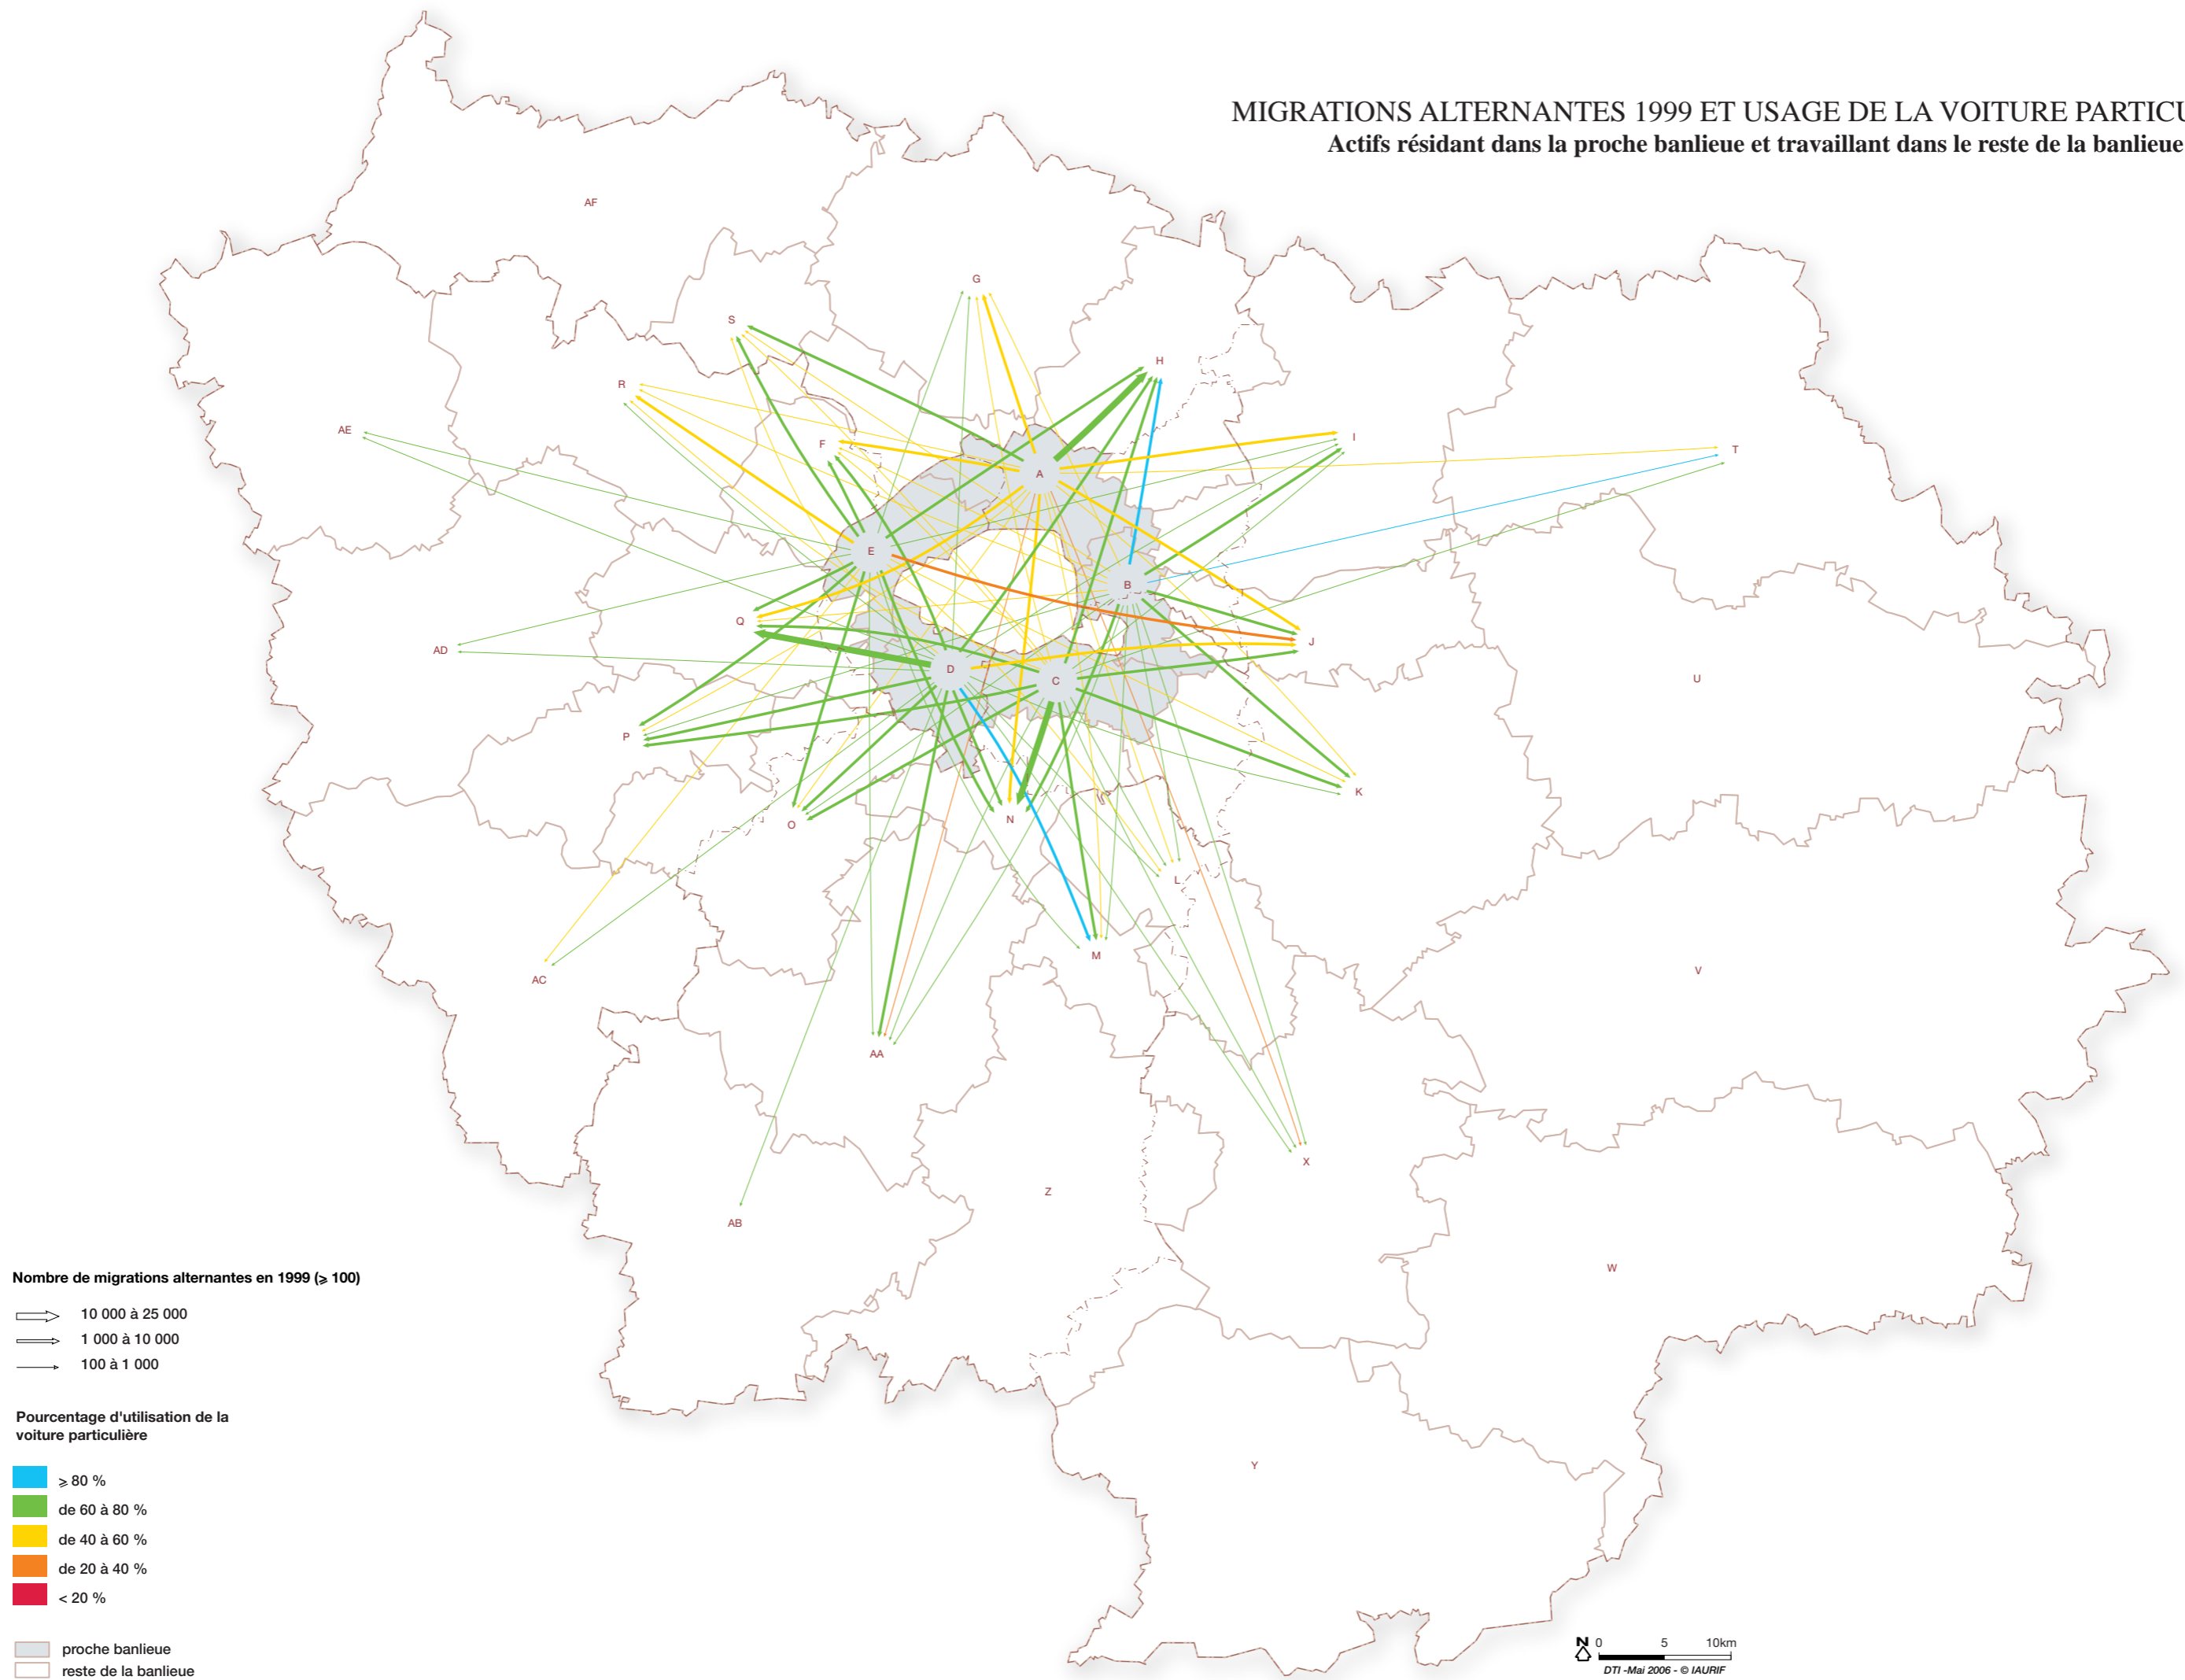 MIGRATIONS ALTERNANTES 1999 ET USAGE DE LA VOITURE PARTICU
Actifs résidant dans la proche banlieue et travaillant dans le reste de la banlieue
AF
G
S
H
R
F
AE
I
T
A
E
B
Q
J
AD
D
C
U
P
K
O
N
L
M
V
AC
AA
X
Z
AB
W
Y
Nombre de migrations alternantes en 1999 (⩾ 100)
10 000 à 25 000
1 000 à 10 000
100 à 1 000
Pourcentage d'utilisation de la
voiture particulière
⩾ 80 %
de 60 à 80 %
de 40 à 60 %
de 20 à 40 %
< 20 %
proche banlieue
reste de la banlieue
N 0 5 10km
DTI -Mai 2006 - © IAURIF